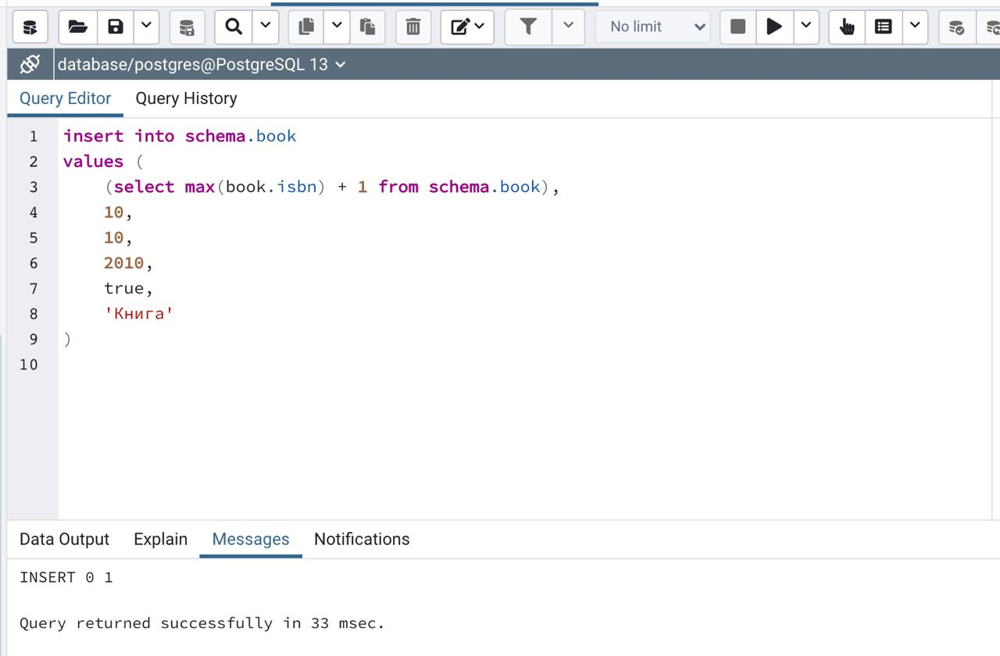 No limit
database/postgres@PostgreSQL 13
Query Editor Query History
1 insert into schema.book
2 values (
3 (select max(book.isbn) + 1 from schema.book),
4 10,
5 10,
6 2010,
7 true,
8 'Книга'
9 )
10
Data Output Explain Messages Notifications
INSERT 0 1
Query returned successfully in 33 msec.